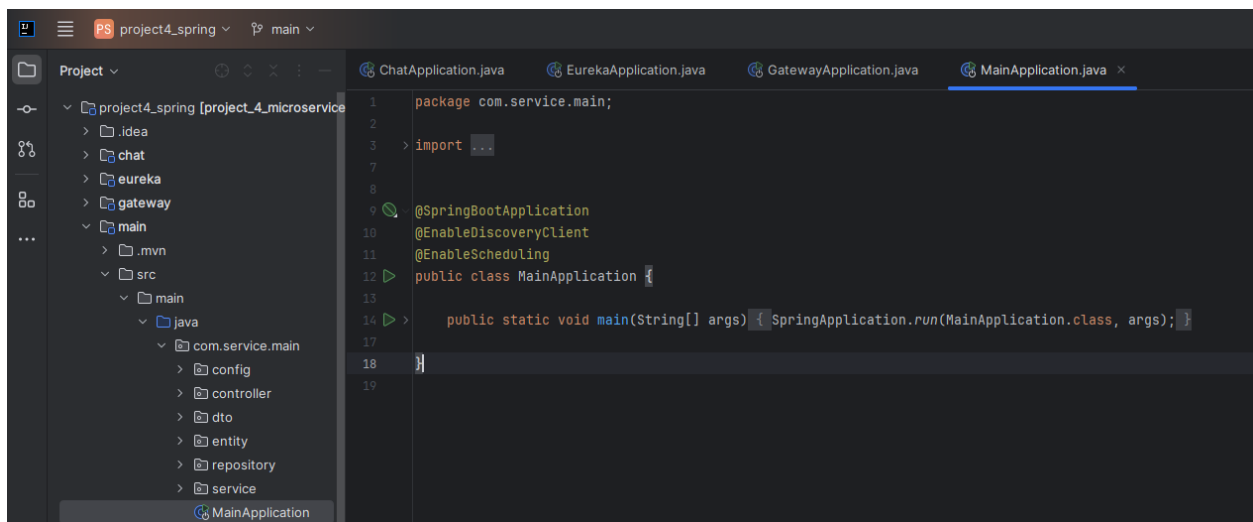 PS project4_spring main
Project
project4_spring [project_4_microservice
.idea
chat
eureka
gateway
main
.mvn
src
main
java
com.service.main
config
controller
dto
entity
repository
service
MainApplication
ChatApplication.java EurekaApplication.java GatewayApplication.java MainApplication.java
1 package com.service.main;
2
3 import ...
7
8
9 @SpringBootApplication
10 @EnableDiscoveryClient
11 @EnableScheduling
12 public class MainApplication {
13
14 public static void main(String[] args) { SpringApplication.run(MainApplication.class, args); }
17
18 }
19